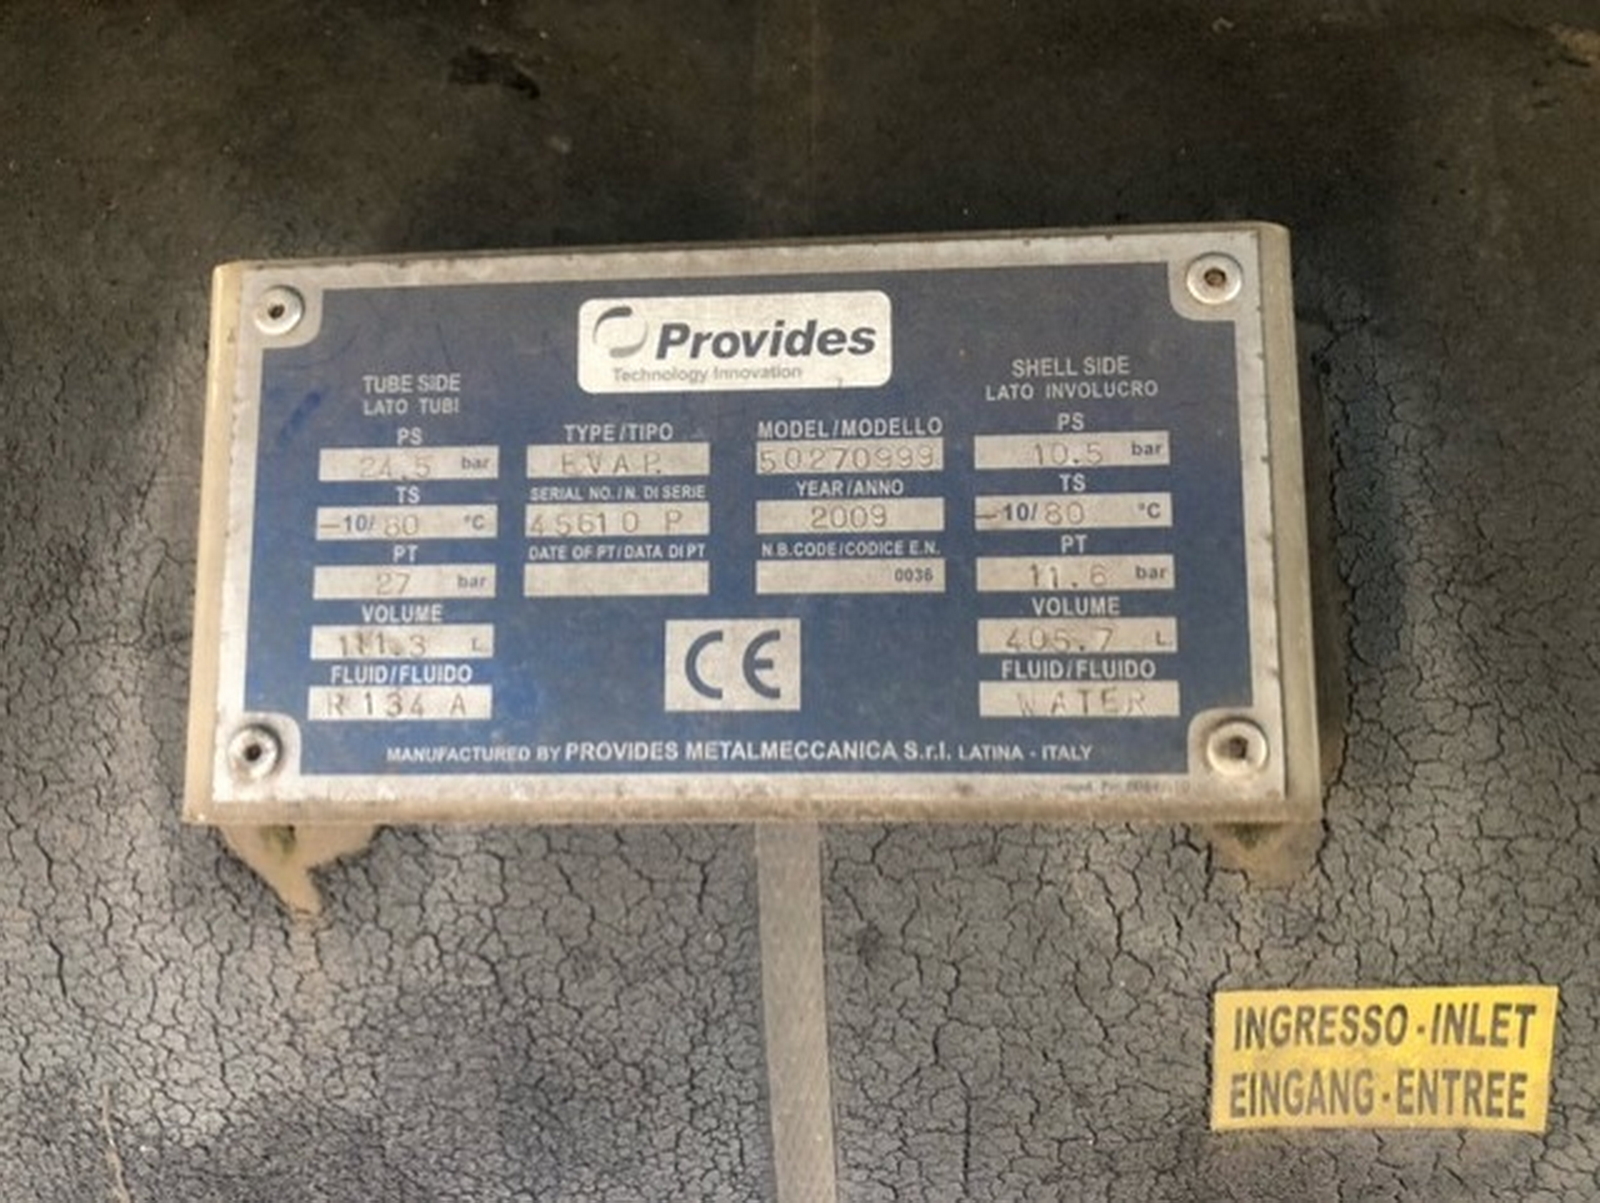 Provides
Technology Innovation
TUBE SIDE
LATO TUBI
PS
24.5 bar
TS
-10/80 °C
PT
27 bar
VOLUME
111.3 L
FLUID/FLUIDO
R134A
TYPE/TIPO
EVAP.
SERIAL NO./N. DI SERIE
45610 P
DATE OF PT/DATA DI PT
MODEL/MODELLO
50270999
YEAR/ANNO
2009
N.B.CODE/CODICE E.N.
0036
CE
SHELL SIDE
LATO INVOLUCRO
PS
10.5 bar
TS
-10/80 °C
PT
11.6 bar
VOLUME
405.7 L
FLUID/FLUIDO
WATER
MANUFACTURED BY PROVIDES METALMECCANICA S.r.l. LATINA - ITALY
INGRESSO-INLET
EINGANG-ENTREE